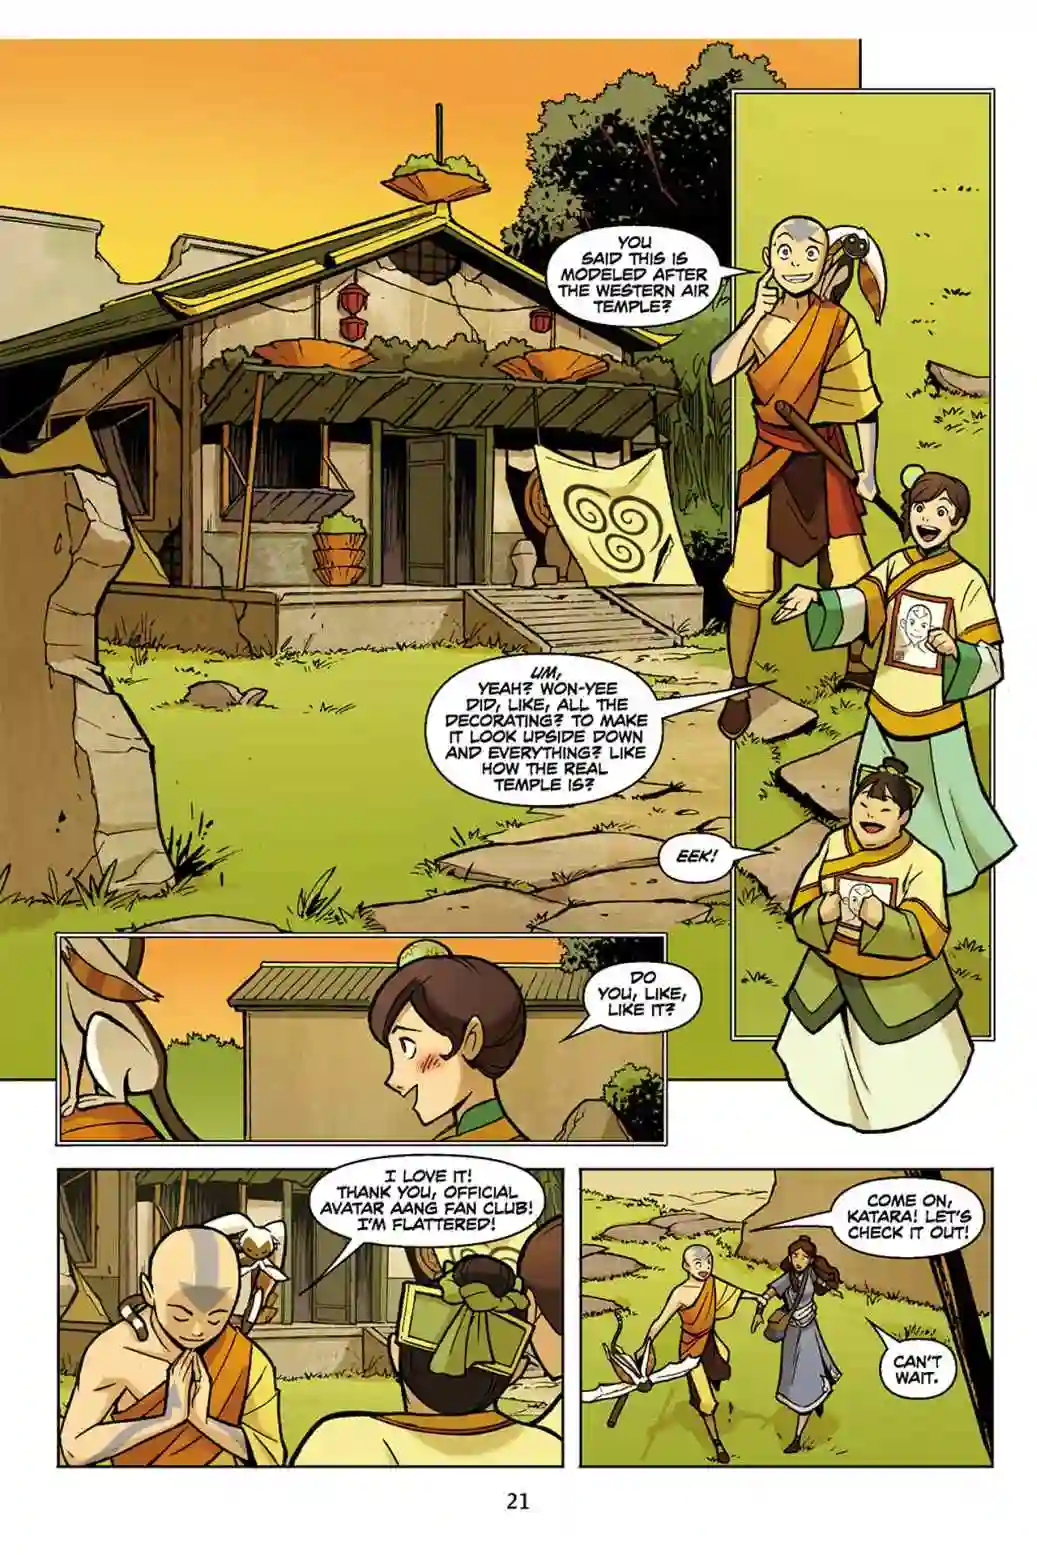 YOU
SAID THIS IS
MODELED AFTER
THE WESTERN AIR
TEMPLE?
UM,
YEAH? WON-YEE
DID, LIKE, ALL THE
DECORATING? TO MAKE
IT LOOK UPSIDE DOWN
AND EVERYTHING? LIKE
HOW THE REAL
TEMPLE IS?
EEK!
DO
YOU, LIKE,
LIKE IT?
I LOVE IT!
THANK YOU, OFFICIAL
AVATAR AANG FAN CLUB!
I'M FLATTERED!
COME ON,
KATARA! LET'S
CHECK IT OUT!
CAN'T
WAIT.
21